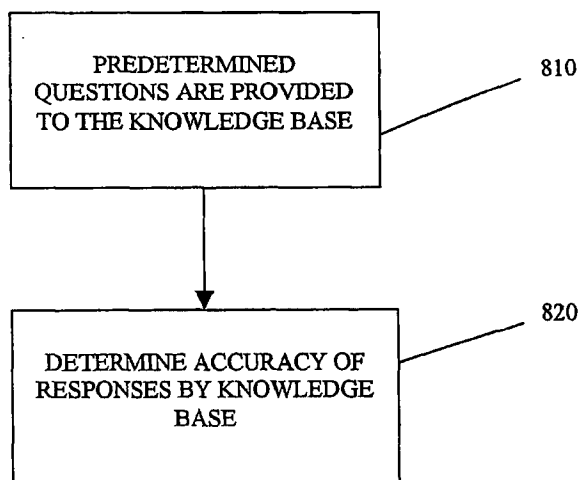 PREDETERMINED
QUESTIONS ARE PROVIDED
TO THE KNOWLEDGE BASE
810
DETERMINE ACCURACY OF
RESPONSES BY KNOWLEDGE
BASE
820